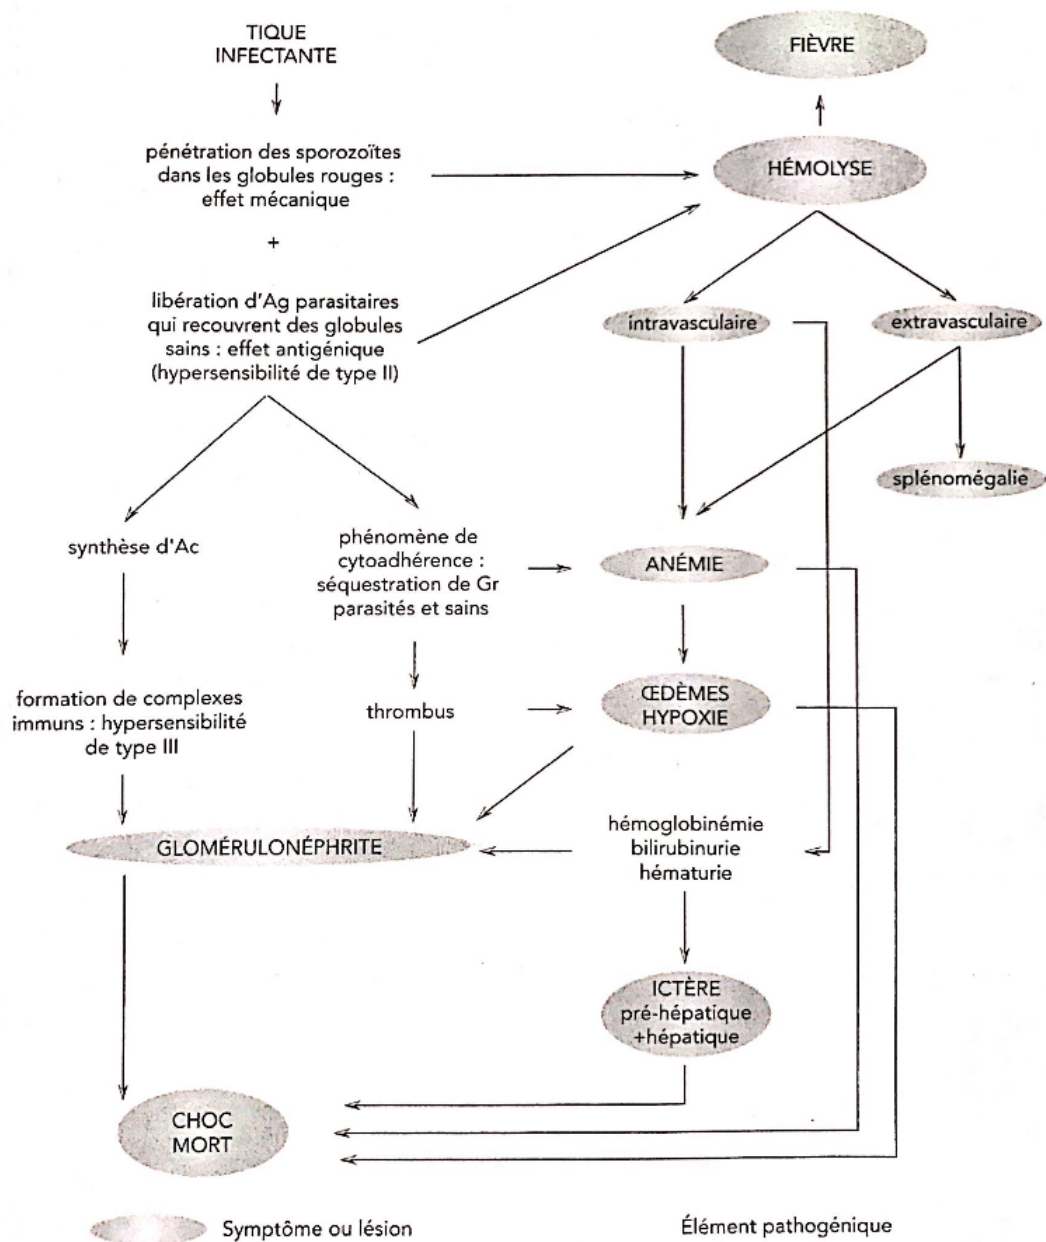 TIQUE
INFECTANTE
FIÈVRE
pénétration des sporozoïtes
dans les globules rouges :
effet mécanique
HÉMOLYSE
+
libération d'Ag parasitaires
qui recouvrent des globules
sains : effet antigénique
(hypersensibilité de type II)
intravasculaire
extravasculaire
splénomégalie
synthèse d'Ac
phénomène de
cytoadhérence :
séquestration de Gr
parasités et sains
ANÉMIE
formation de complexes
immuns : hypersensibilité
de type III
thrombus
ŒDÈMES
HYPOXIE
GLOMÉRULONÉPHRITE
hémoglobinémie
bilirubinurie
hématurie
ICTÈRE
pré-hépatique
+hépatique
CHOC
MORT
Symptôme ou lésion
Élément pathogénique